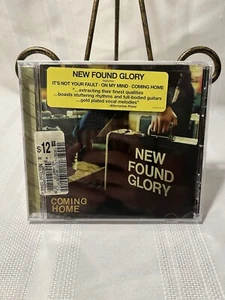 NEW FOUND GLORY
IT'S NOT YOUR FAULT · ON MY MIND · COMING HOME
"...extracting their finest qualities
...boasts stuttering rhythms and full-bodied guitars
...gold plated vocal melodies"
- Alternative Press
$12
NEW
FOUND
GLORY
COMING
HOME